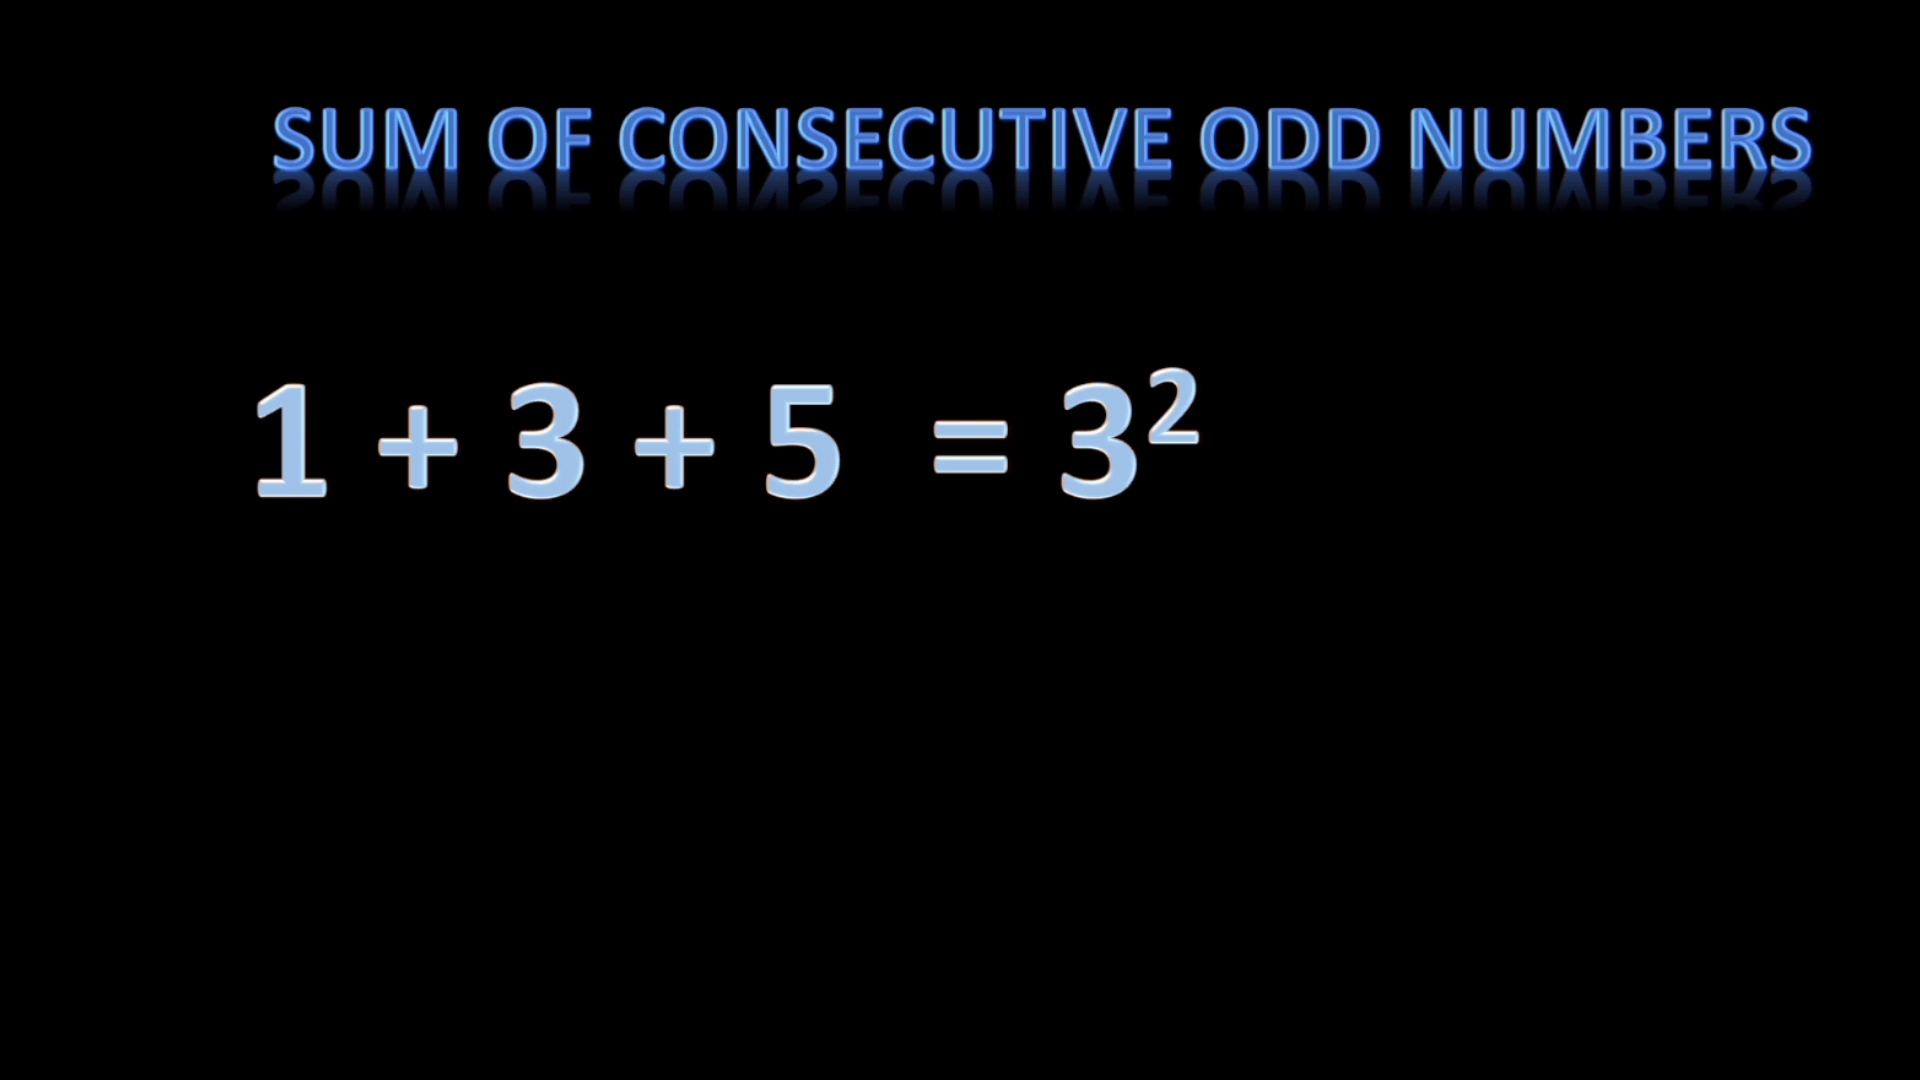 SUM OF CONSECUTIVE ODD NUMBERS
1 + 3 + 5 = 3²